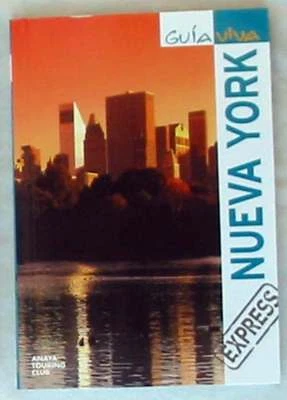 GUÍA viva
NUEVA YORK
EXPRESS
ANAYA
TOURING
CLUB